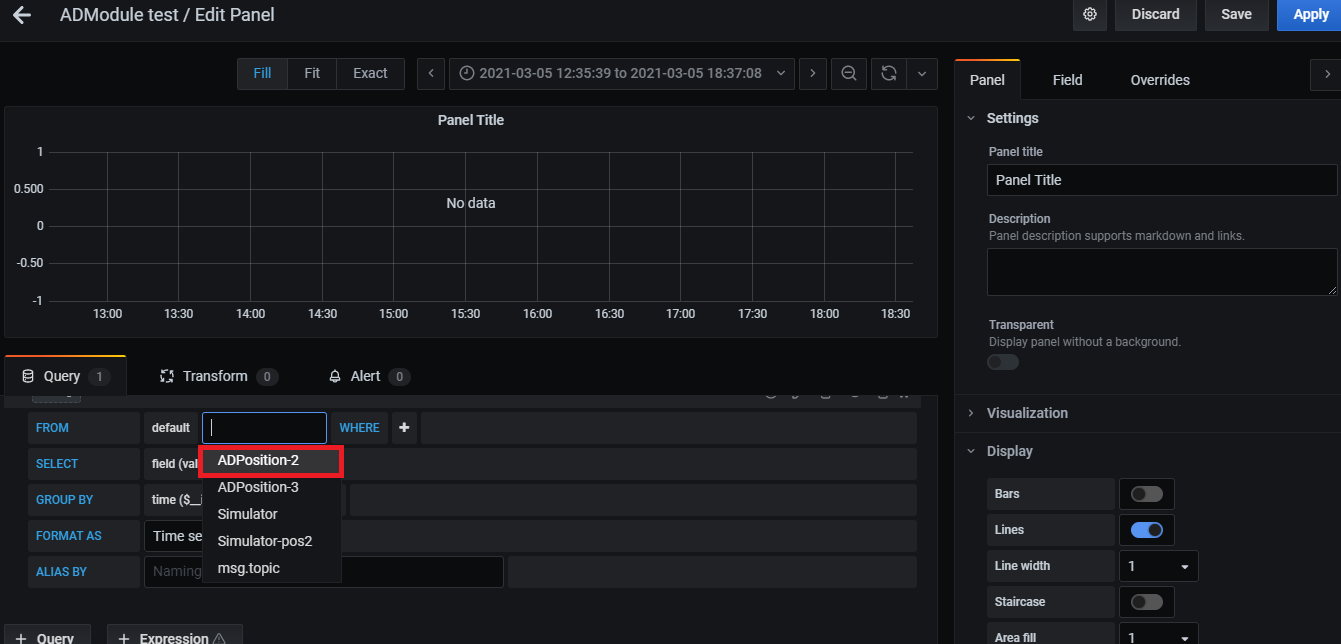 ADModule test / Edit Panel
Discard
Save
Apply
Fill
Fit
Exact
2021-03-05 12:35:39 to 2021-03-05 18:37:08
Panel
Field
Overrides
Panel Title
1
0.500
0
-0.50
-1
No data
13:00
13:30
14:00
14:30
15:00
15:30
16:00
16:30
17:00
17:30
18:00
18:30
Settings
Panel title
Panel Title
Description
Panel description supports markdown and links.
Transparent
Display panel without a background.
Query 1
Transform 0
Alert 0
FROM
default
WHERE
+
SELECT
field (val
GROUP BY
time ($__i
FORMAT AS
Time se
ALIAS BY
Naming
ADPosition-2
ADPosition-3
Simulator
Simulator-pos2
msg.topic
+ Query
+ Expression
Visualization
Display
Bars
Lines
Line width
1
Staircase
Area fill
1